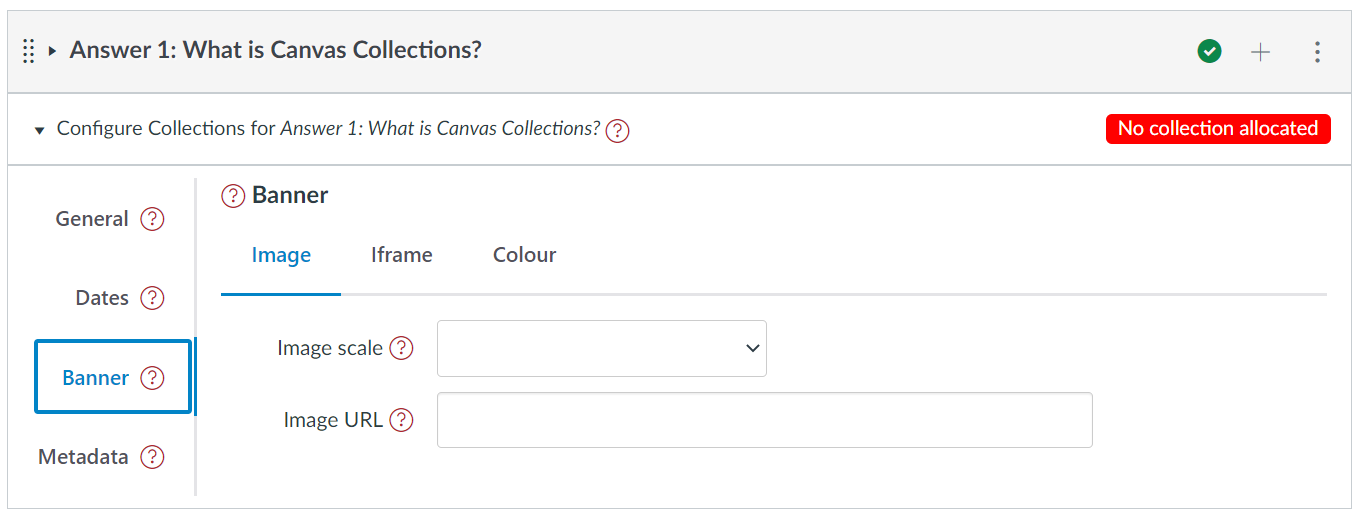 Answer 1: What is Canvas Collections?
Configure Collections for Answer 1: What is Canvas Collections? ?
No collection allocated
General ?
Dates ?
Banner ?
Metadata ?
? Banner
Image Iframe Colour
Image scale ?
Image URL ?